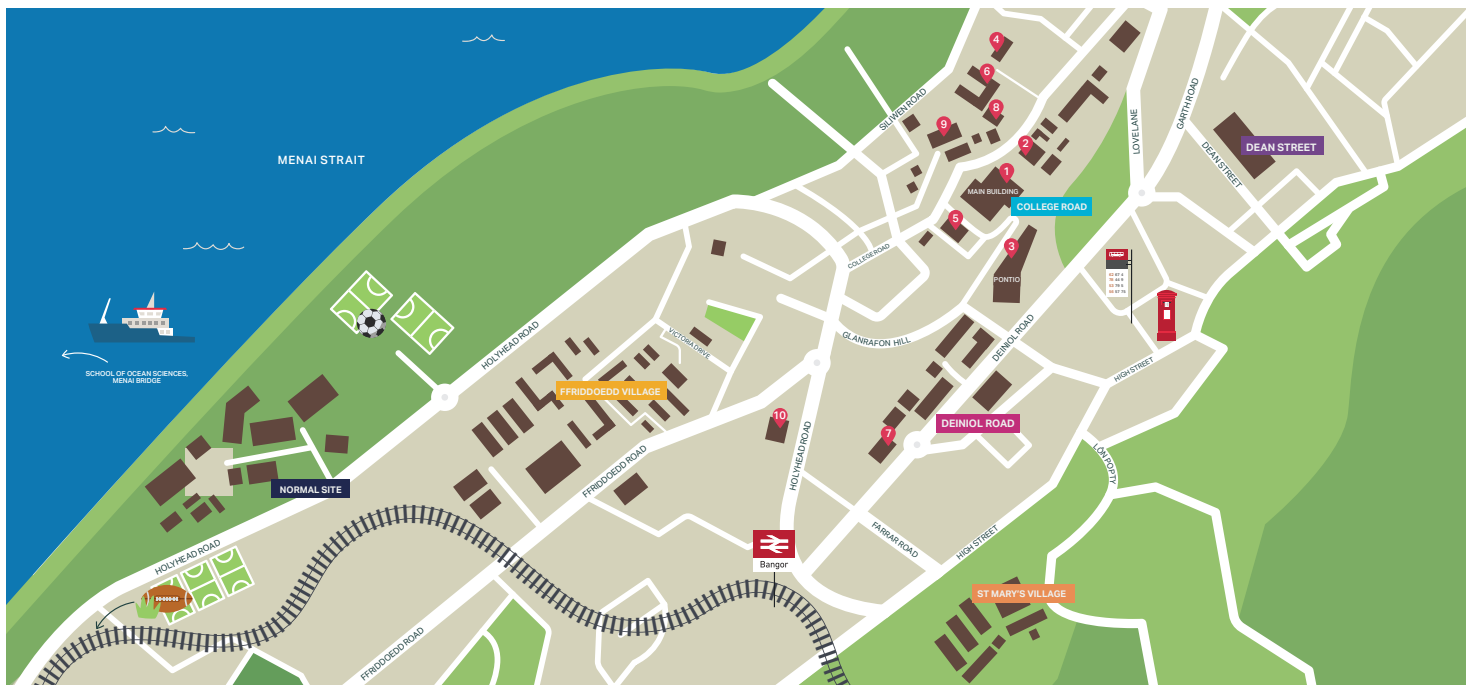 4
6
SILIWEN ROAD
8
9
2
LOVE LANE
GARTH ROAD
DEAN STREET
DEAN STREET
MENAI STRAIT
1
MAIN BUILDING
COLLEGE ROAD
5
3
COLLEGE ROAD
PONTIO
SCHOOL OF OCEAN SCIENCES,
MENAI BRIDGE
HOLYHEAD ROAD
VICTORIA DRIVE
GLANRAFON HILL
DEINIOL ROAD
HIGH STREET
FFRIDDOEDD VILLAGE
10
7
DEINIOL ROAD
HOLYHEAD ROAD
LÔN POPTY
FFRIDDOEDD ROAD
NORMAL SITE
FARRAR ROAD
HIGH STREET
HOLYHEAD ROAD
Bangor
ST MARY'S VILLAGE
FFRIDDOEDD ROAD